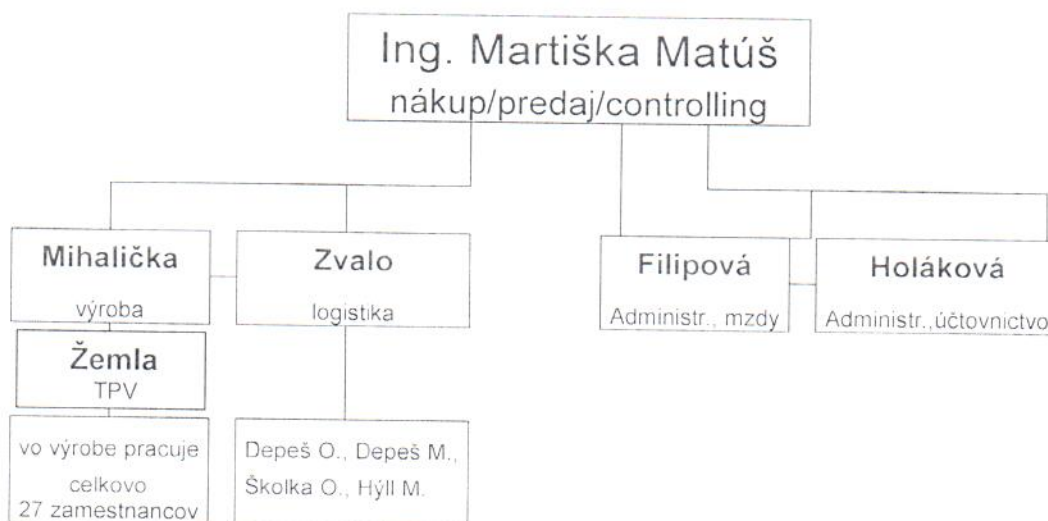 Ing. Martiška Matúš
nákup/predaj/controlling
Mihalička
výroba
Zvalo
logistika
Filipová
Administr., mzdy
Holáková
Administr.,účtovnictvo
Žemla
TPV
vo výrobe pracuje
celkovo
27 zamestnancov
Depeš O., Depeš M.,
Školka O., Hýll M.